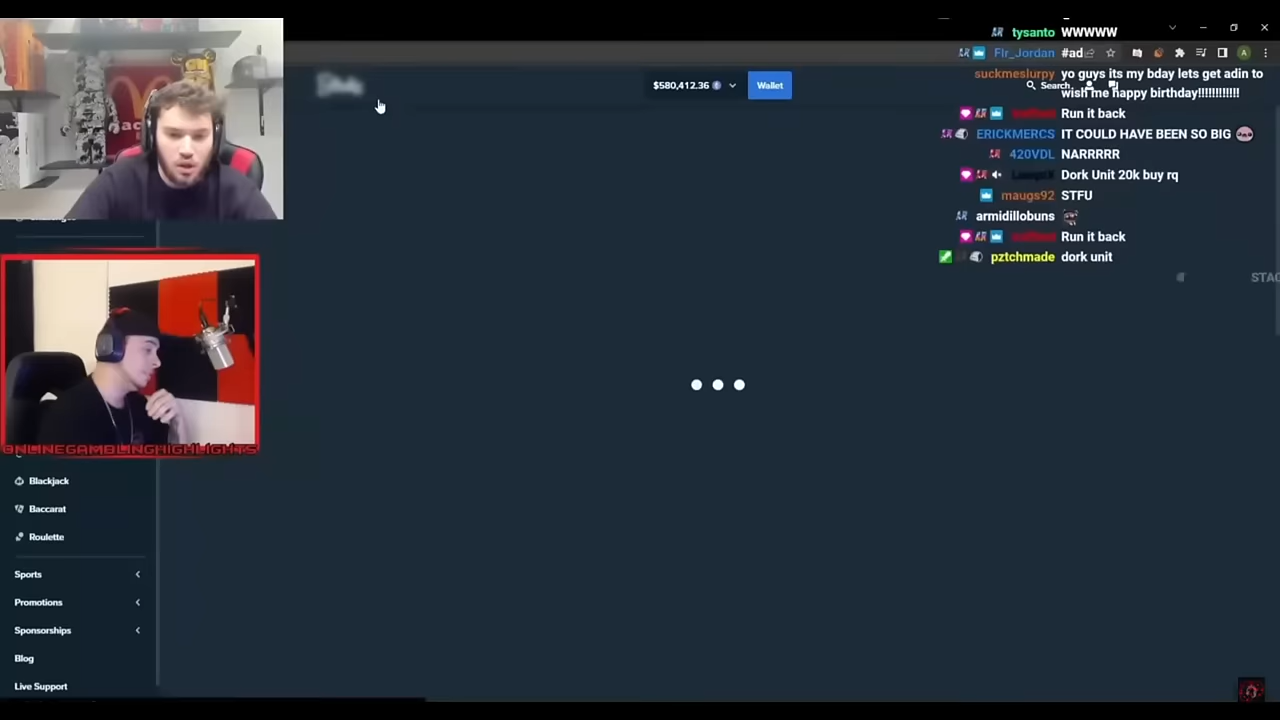 tysanto WWWWW
Flr_Jordan #ad
suckmeslurpy yo guys its my bday lets get adin to
wish me happy birthday!!!!!!!!!!!!
$580,412.36
Wallet
Search
Run it back
ERICKMERCS IT COULD HAVE BEEN SO BIG
420VDL NARRRRR
Dork Unit 20k buy rq
maugs92 STFU
armidillobuns
Run it back
pztchmade dork unit
STAC
ONLINEGAMBLINGHIGHLIGHTS
Blackjack
Baccarat
Roulette
Sports
Promotions
Sponsorships
Blog
Live Support